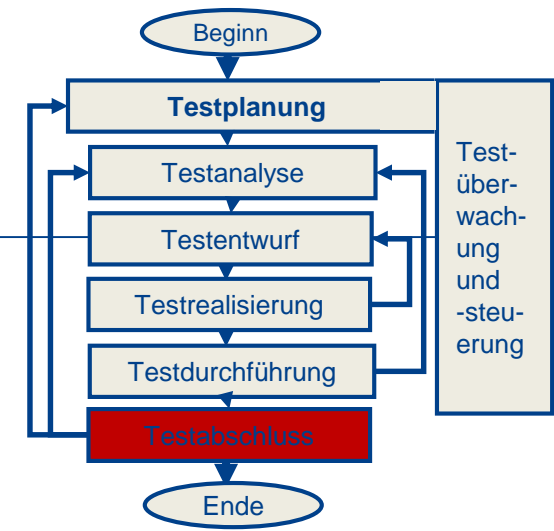 Beginn
Testplanung
Testanalyse
Testentwurf
Testrealisierung
Testdurchführung
Testabschluss
Ende
Test-
über-
wach-
ung
und
-steu-
erung